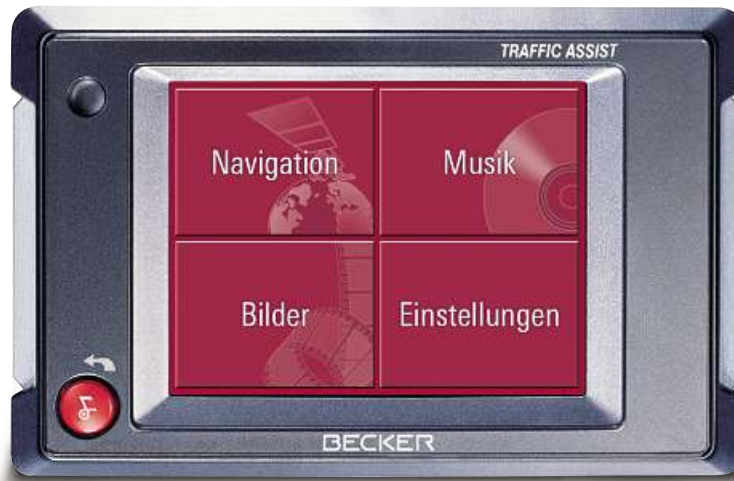 TRAFFIC ASSIST
Navigation
Musik
Bilder
Einstellungen
BECKER